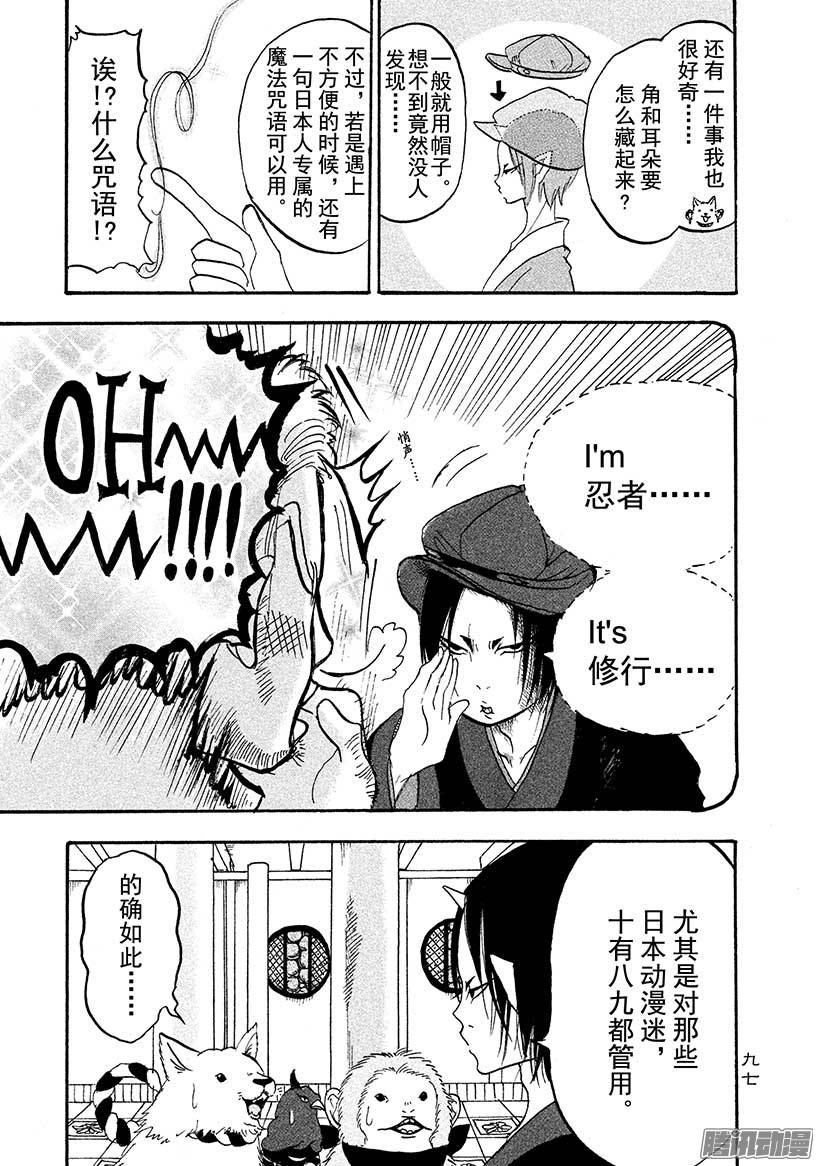 还有一件事我也
很好奇……
角和耳朵要
怎么藏起来？
一般就用帽子。
想不到竟然没人
发现……
不过，若是遇上
不方便的时候，还有
一句日本人专属的
魔法咒语可以用。
诶!?什么咒语!?
I'm
忍者……
It's
修行……
悄声…
OH
!!!!
尤其是对那些
日本动漫迷，
十有八九都管用。
的确如此……
九七
腾讯动漫